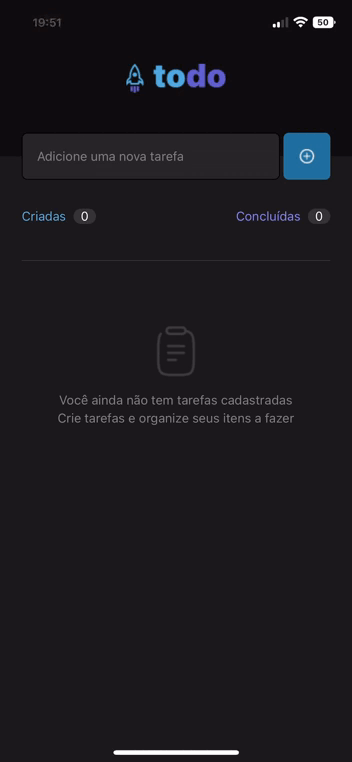 19:51
50
todo
Adicione uma nova tarefa
Criadas 0
Concluídas 0
Você ainda não tem tarefas cadastradas
Crie tarefas e organize seus itens a fazer